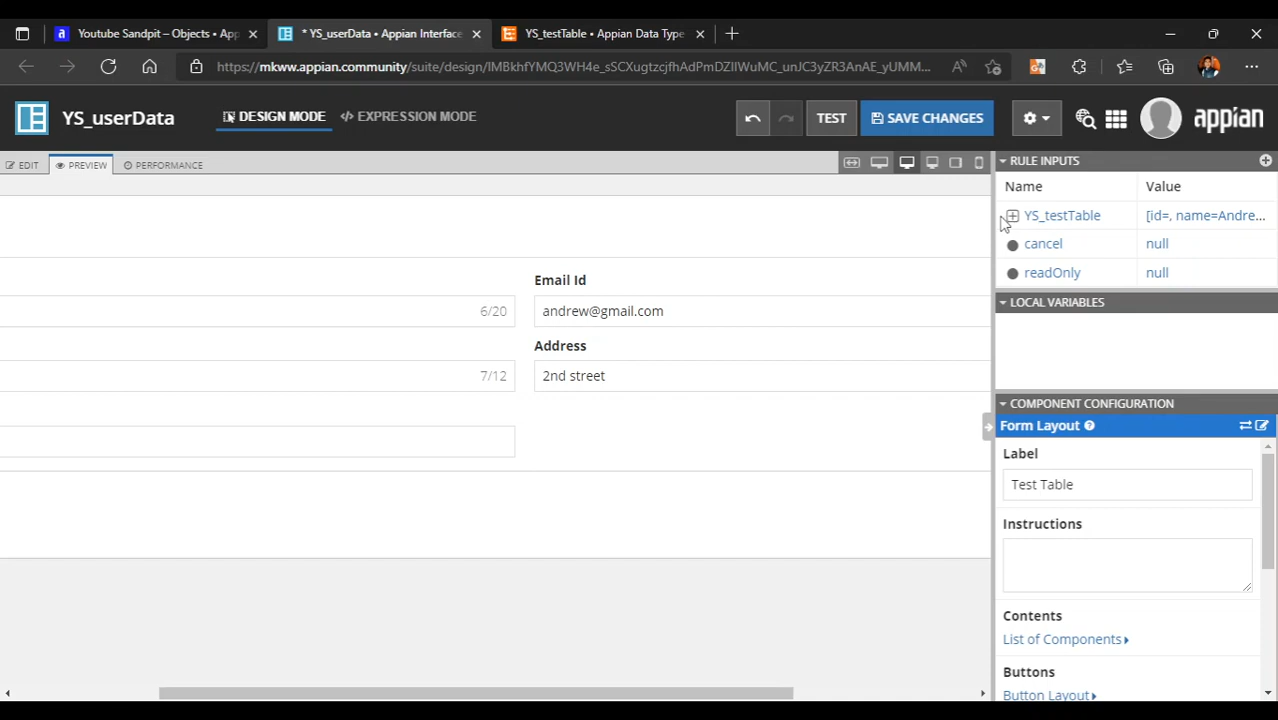 Youtube Sandpit – Objects • App
* YS_userData • Appian Interface
YS_testTable • Appian Data Type
https://mkww.appian.community/suite/design/lMBkhfYMQ3WH4e_sSCXugtzcjfhAdPmDZIlWuMC_unJC3yZR3AnAE_yUMM...
YS_userData
DESIGN MODE
EXPRESSION MODE
TEST
SAVE CHANGES
appian
EDIT
PREVIEW
PERFORMANCE
RULE INPUTS
Name Value
YS_testTable [id=, name=Andre...
cancel null
readOnly null
LOCAL VARIABLES
Email Id
6/20 andrew@gmail.com
Address
7/12 2nd street
COMPONENT CONFIGURATION
Form Layout
Label
Test Table
Instructions
Contents
List of Components
Buttons
Button Layout